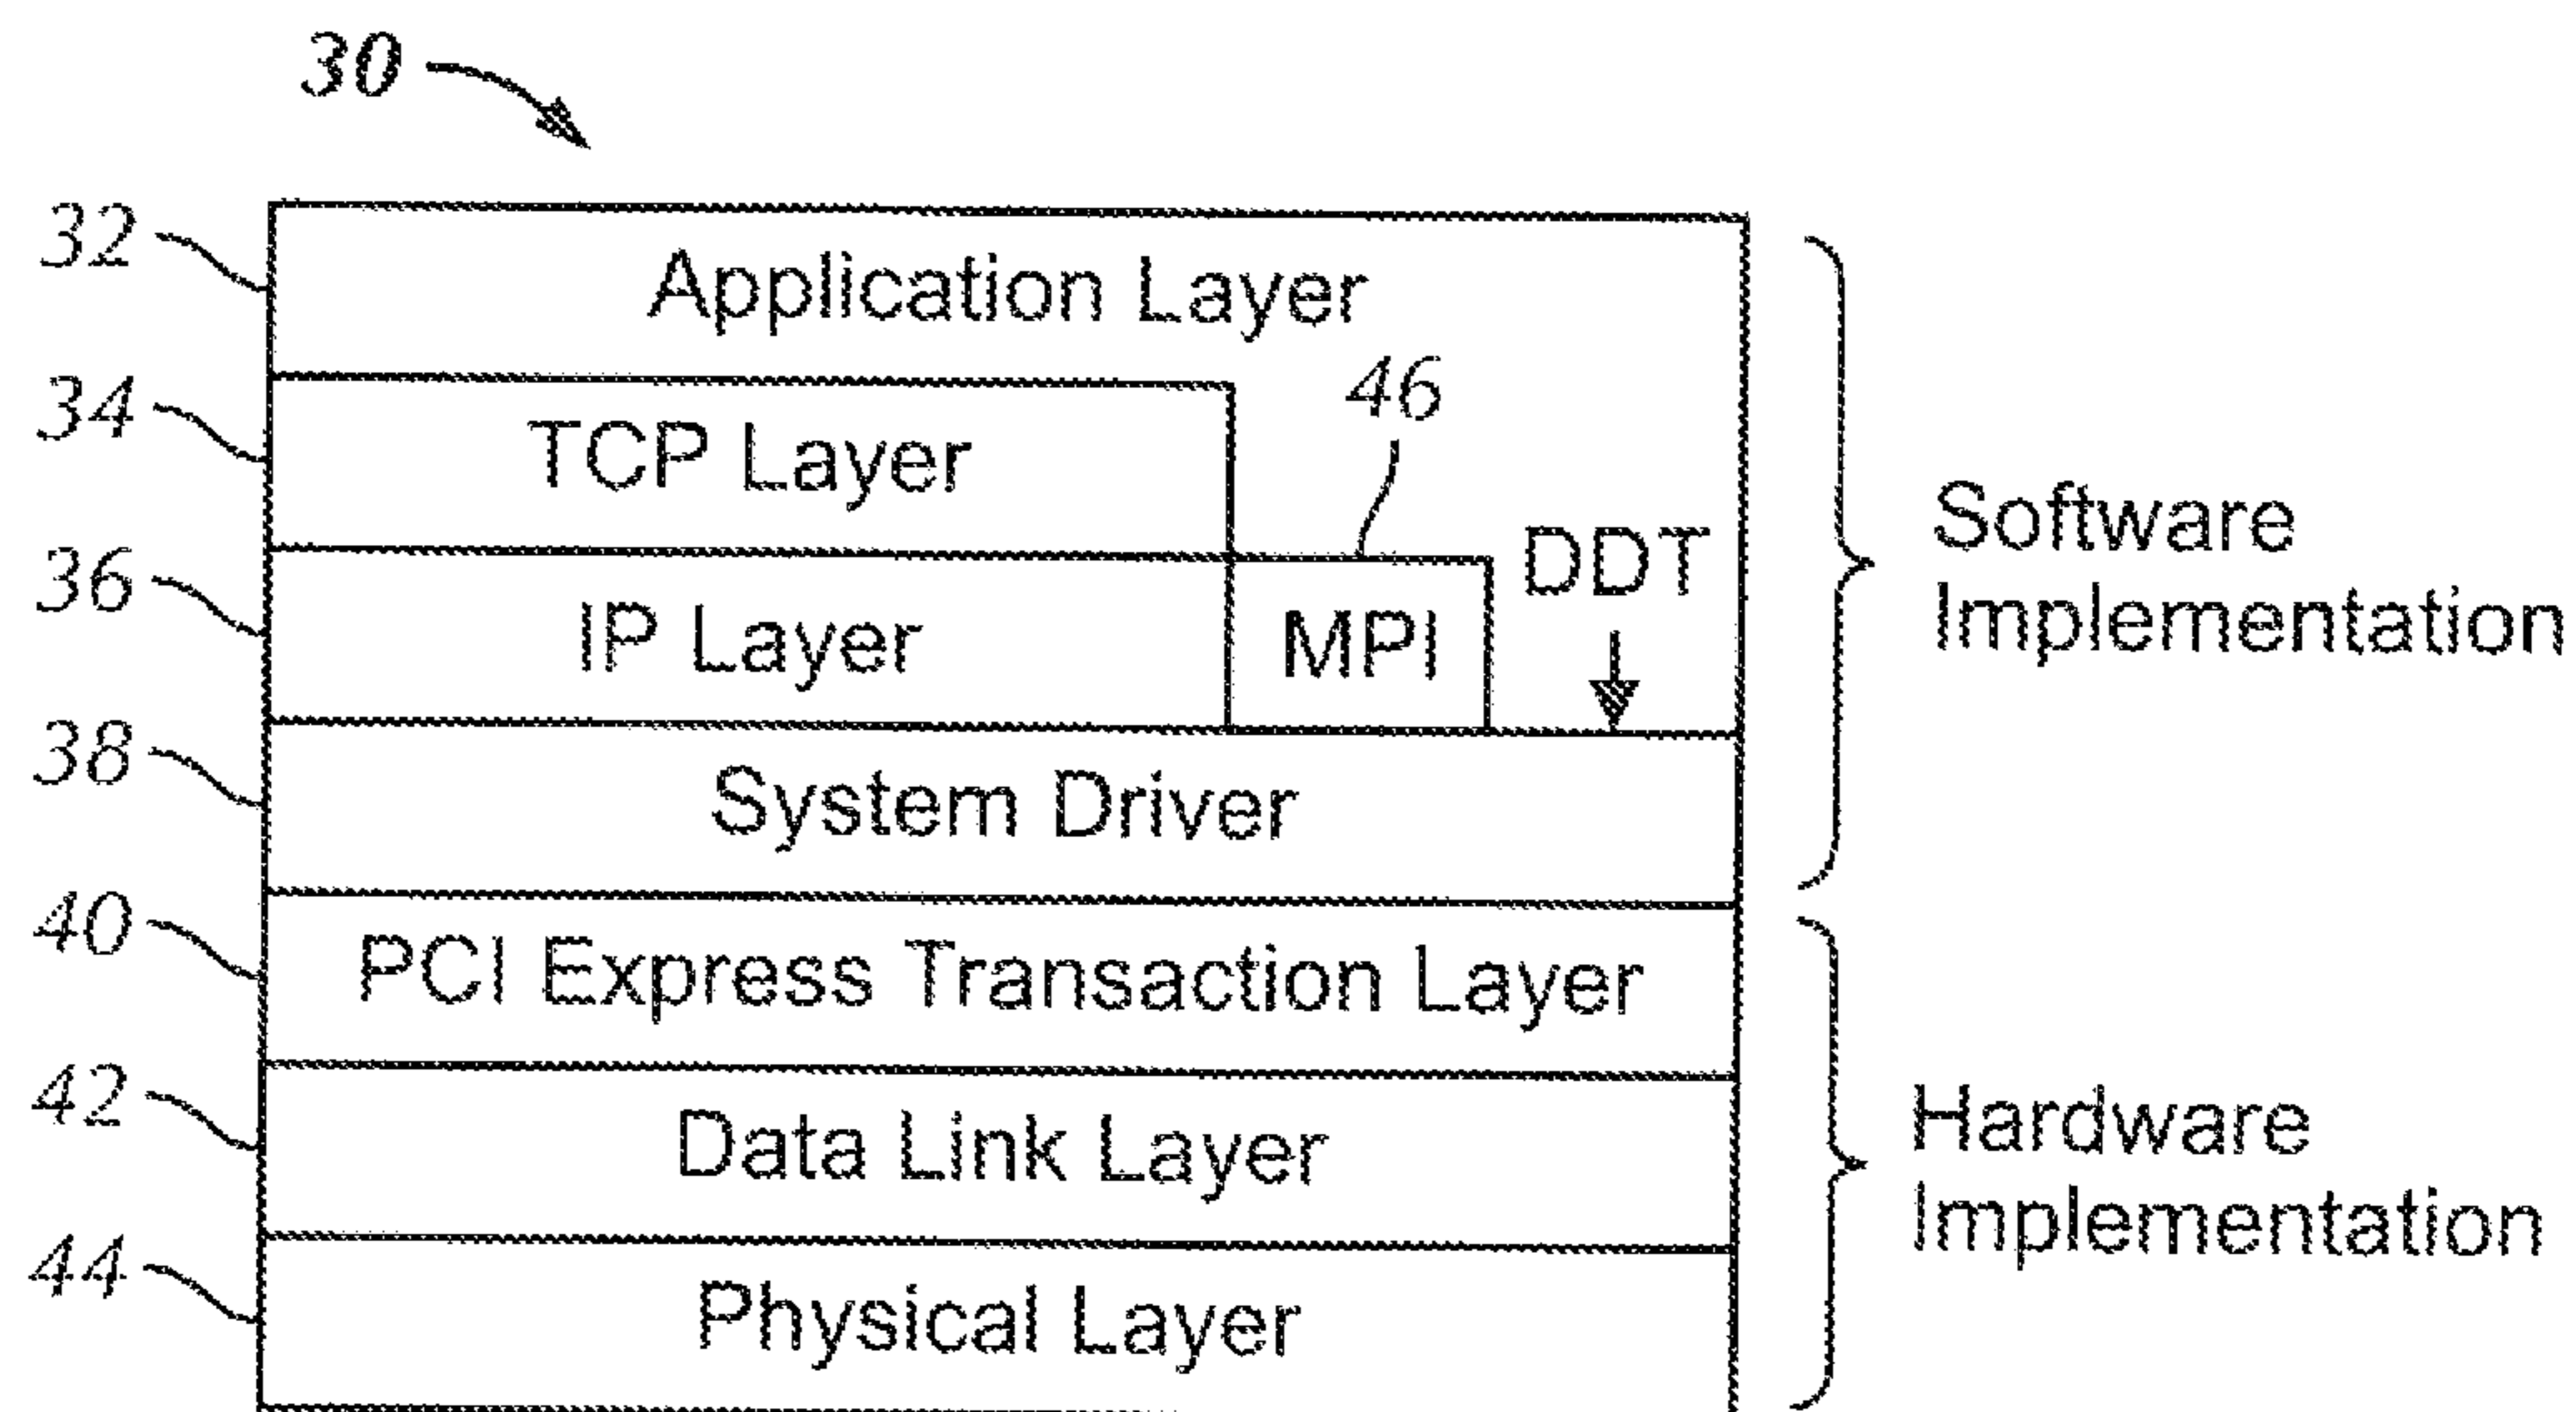 30
32
Application Layer
34
TCP Layer
46
36
IP Layer
MPI
DDT
Software
Implementation
38
System Driver
40
PCI Express Transaction Layer
42
Data Link Layer
Hardware
Implementation
44
Physical Layer